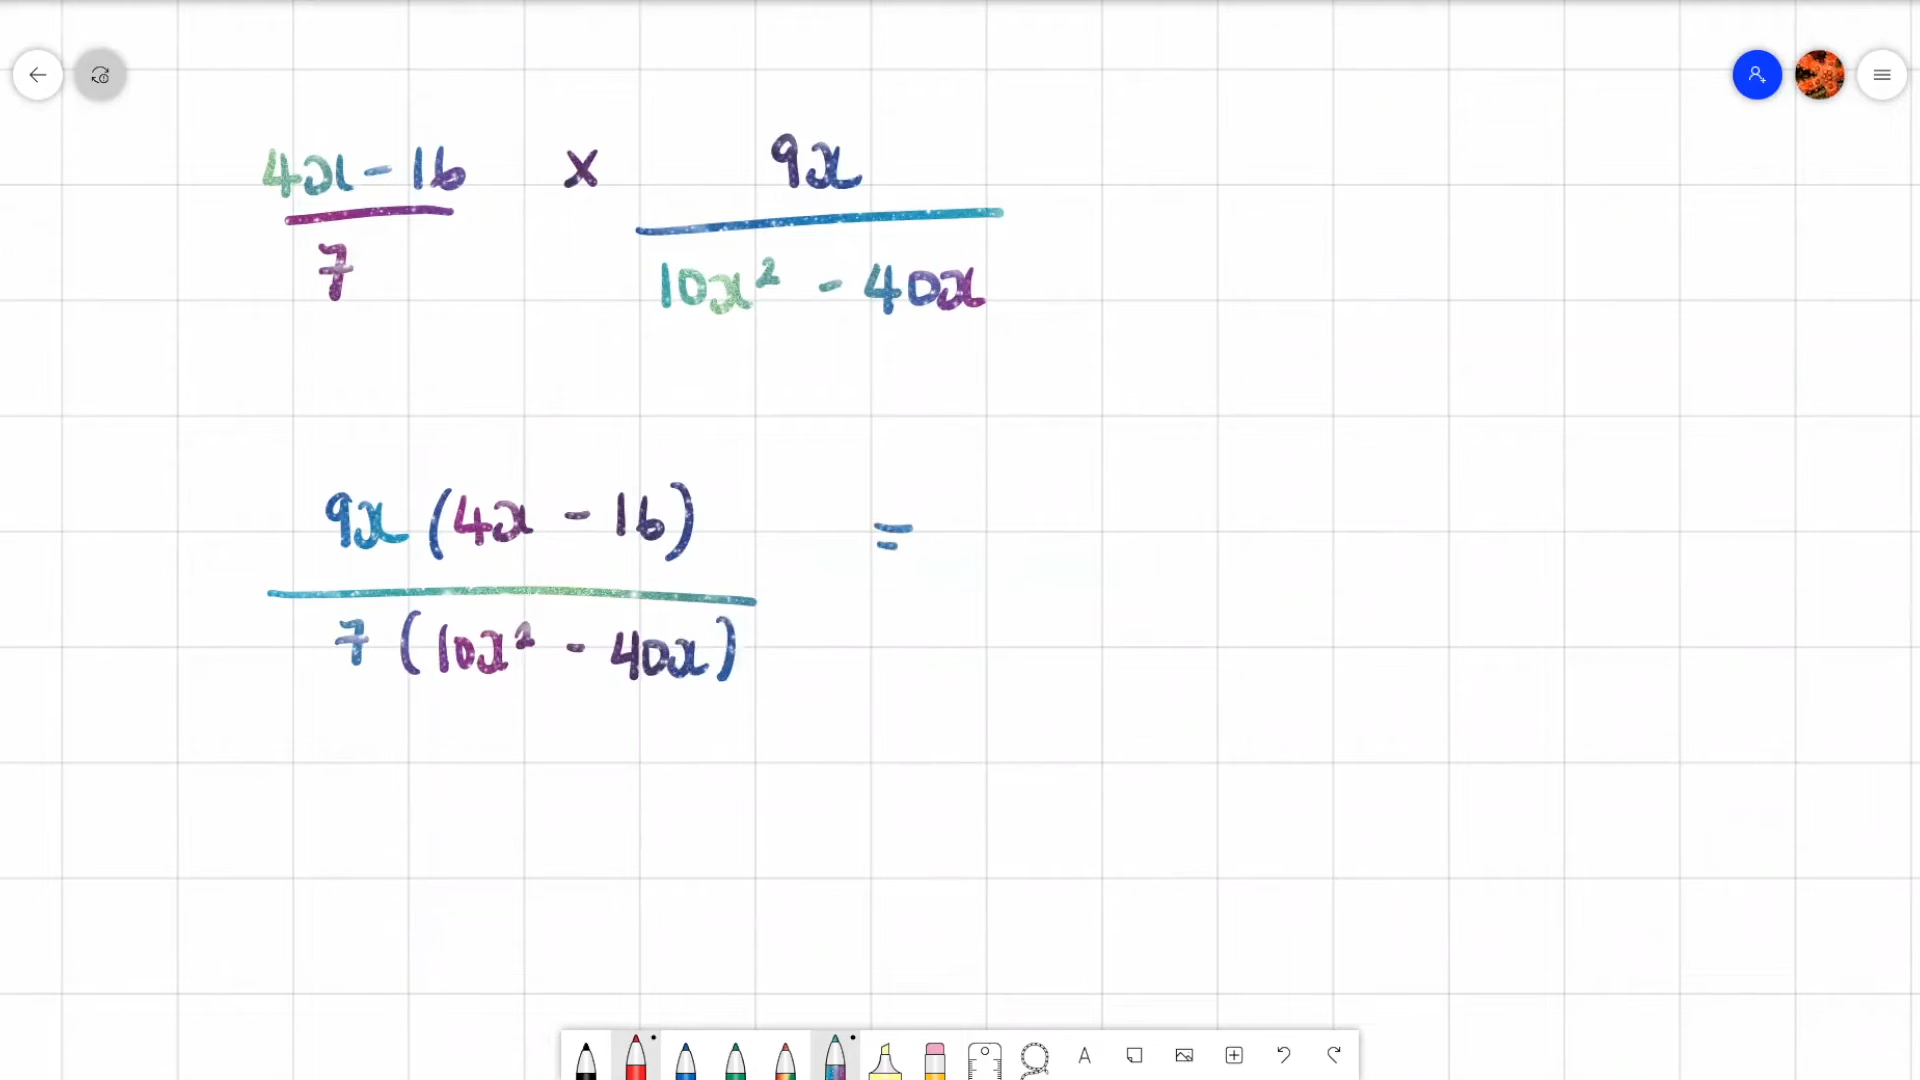 4x - 16 x 9x
7 10x² - 40x
9x (4x - 16) =
7 (10x² - 40x)
A